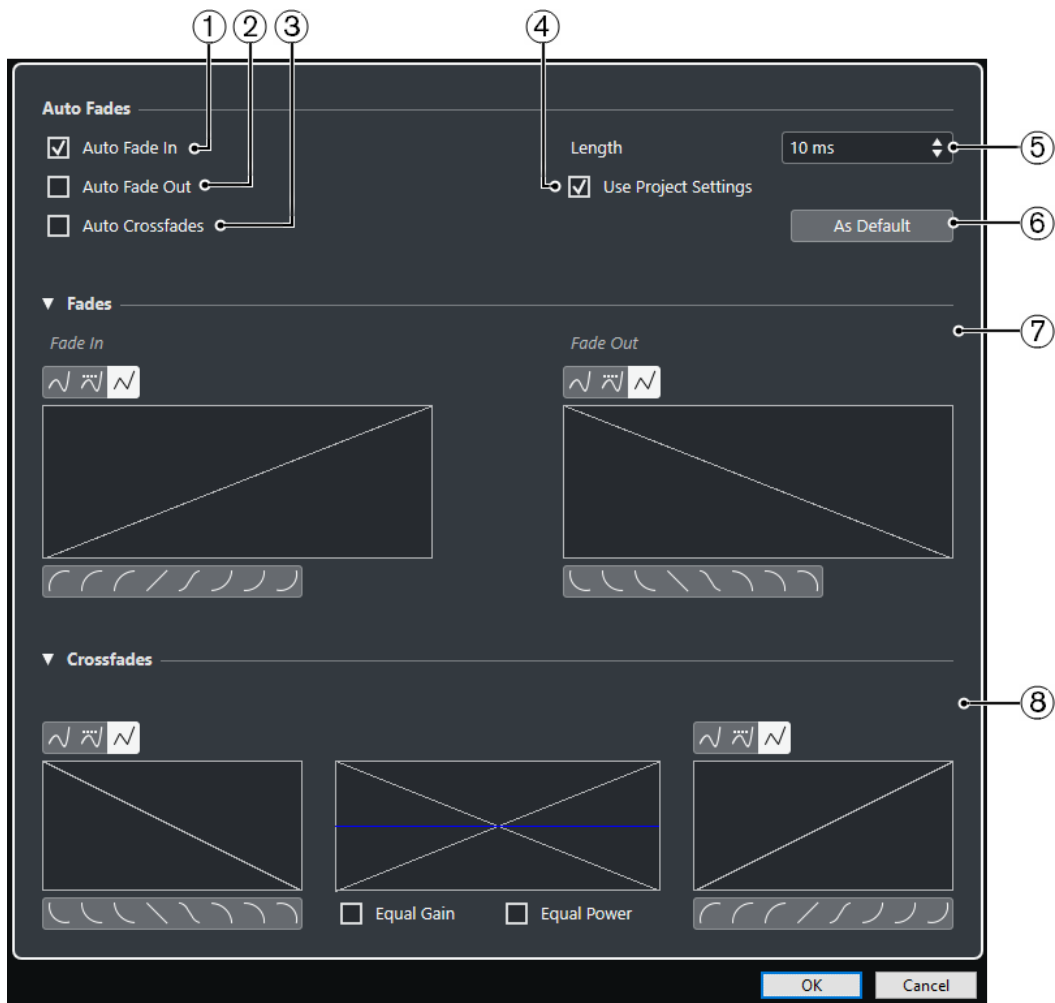 ① ② ③ ④
Auto Fades
Auto Fade In
Length 10 ms ⑤
Auto Fade Out
Use Project Settings
Auto Crossfades
As Default ⑥
Fades
⑦
Fade In Fade Out
Crossfades
⑧
Equal Gain Equal Power
OK Cancel